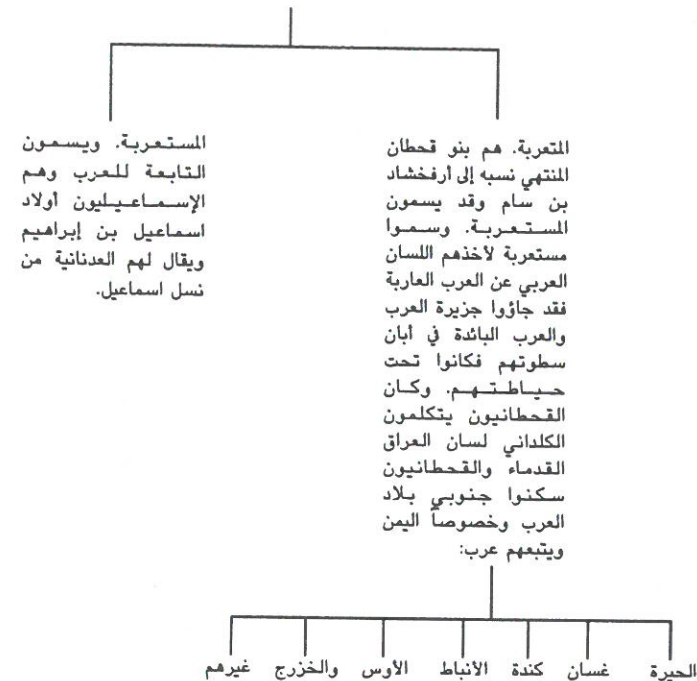 المتعربة. هم بنو قحطان
المنتهي نسبه إلى أرفخشاد
بن سام وقد يسمون
المستعربة. وسموا
مستعربة لأخذهم اللسان
العربي عن العرب العاربة
فقد جاؤوا جزيرة العرب
والعرب البائدة في أبان
سطوتهم فكانوا تحت
حياطتهم. وكان
القحطانيون يتكلمون
الكلداني لسان العراق
القدماء والقحطانيون
سكنوا جنوبي بلاد
العرب وخصوصاً اليمن
ويتبعهم عرب:
المستعربة. ويسمون
التابعة للعرب وهم
الإسماعيليون أولاد
اسماعيل بن إبراهيم
ويقال لهم العدنانية من
نسل اسماعيل.
الحيرة غسان كندة الأنباط الأوس والخزرج غيرهم